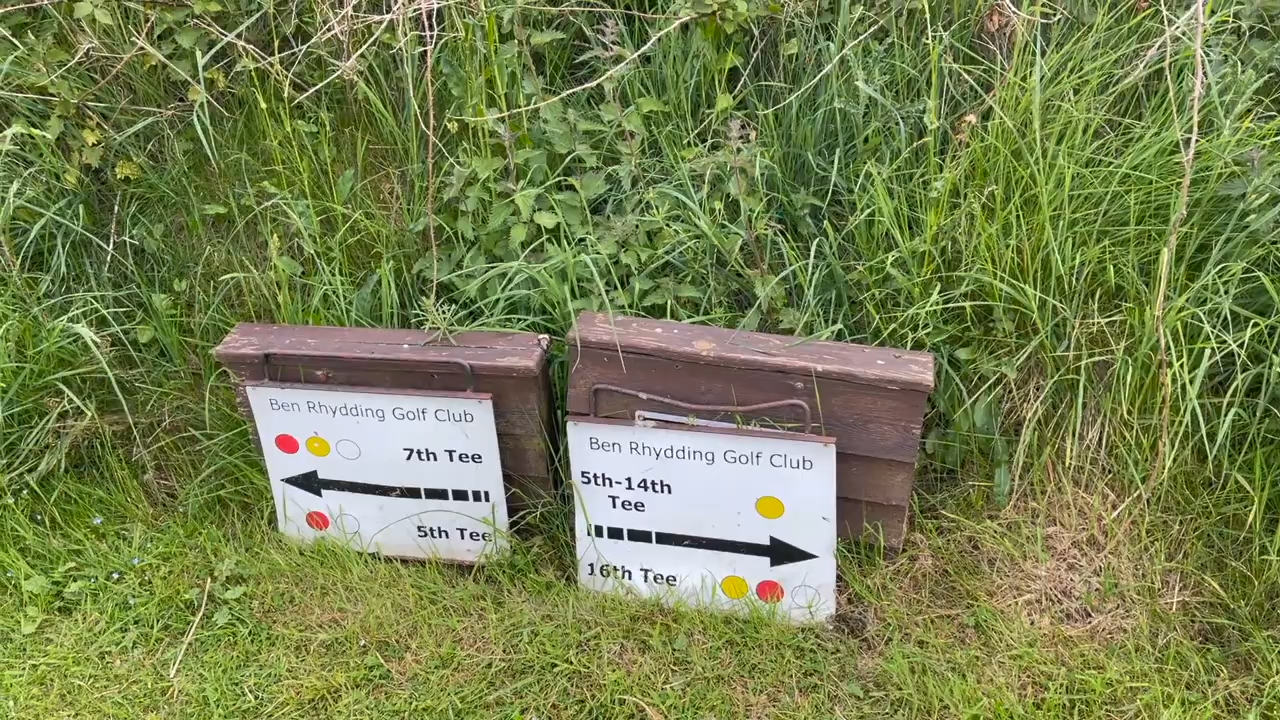 Ben Rhydding Golf Club
7th Tee
5th Tee
Ben Rhydding Golf Club
5th-14th
Tee
16th Tee